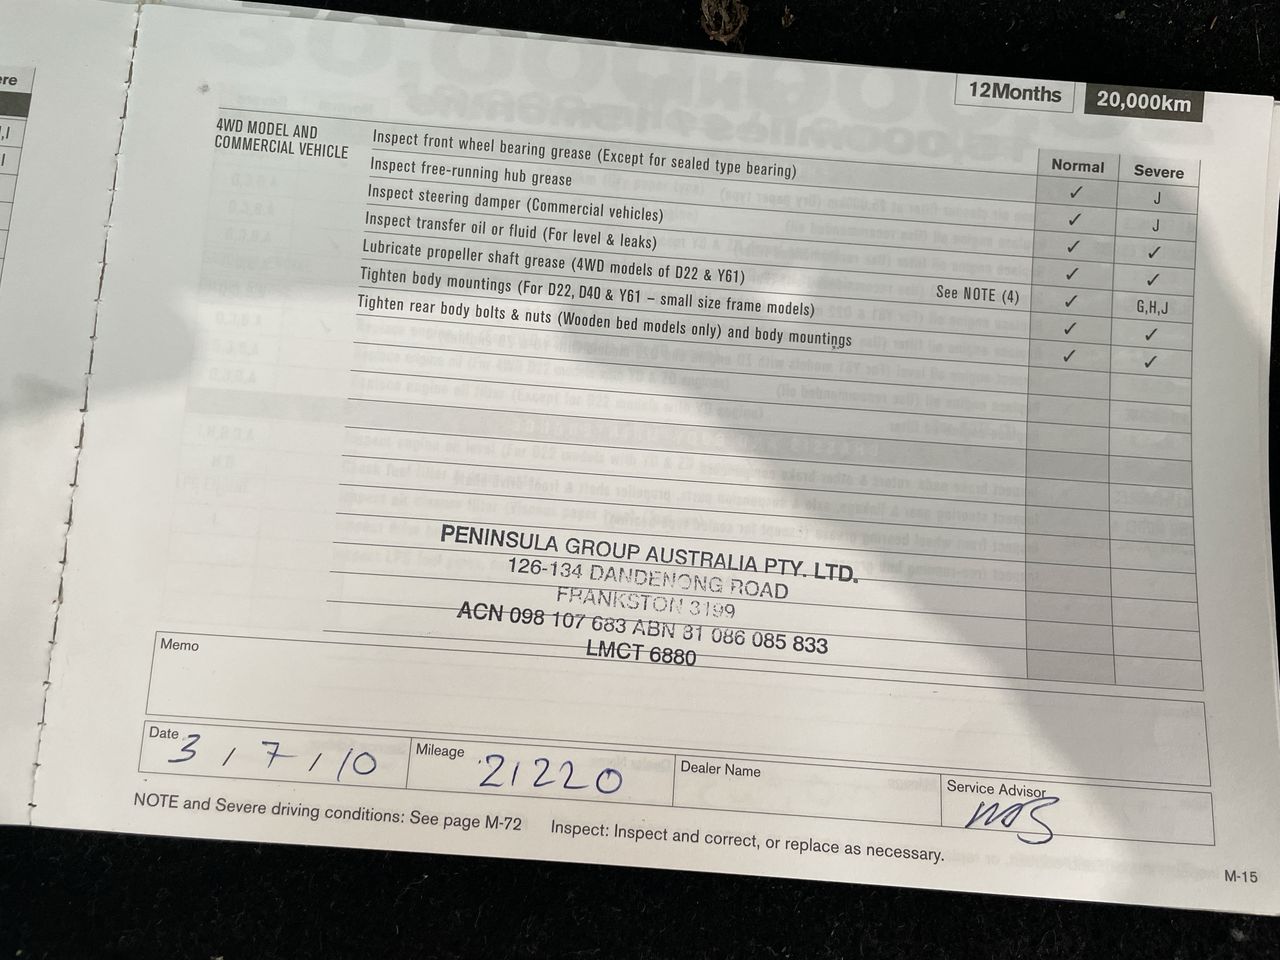 ere
,I
I
12Months 20,000km
Normal Severe
4WD MODEL AND
COMMERCIAL VEHICLE
Inspect front wheel bearing grease (Except for sealed type bearing) ✓ J
Inspect free-running hub grease ✓ J
Inspect steering damper (Commercial vehicles) ✓ ✓
Inspect transfer oil or fluid (For level & leaks) ✓ ✓
Lubricate propeller shaft grease (4WD models of D22 & Y61) See NOTE (4) ✓ G,H,J
Tighten body mountings (For D22, D40 & Y61 – small size frame models) ✓ ✓
Tighten rear body bolts & nuts (Wooden bed models only) and body mountings ✓ ✓
PENINSULA GROUP AUSTRALIA PTY. LTD.
126-134 DANDENONG ROAD
FRANKSTON 3199
ACN 098 107 683 ABN 31 086 085 833
LMCT 6880
Memo
Date 3 / 7 / 10
Mileage 21220
Dealer Name
Service Advisor
NOTE and Severe driving conditions: See page M-72 Inspect: Inspect and correct, or replace as necessary.
M-15